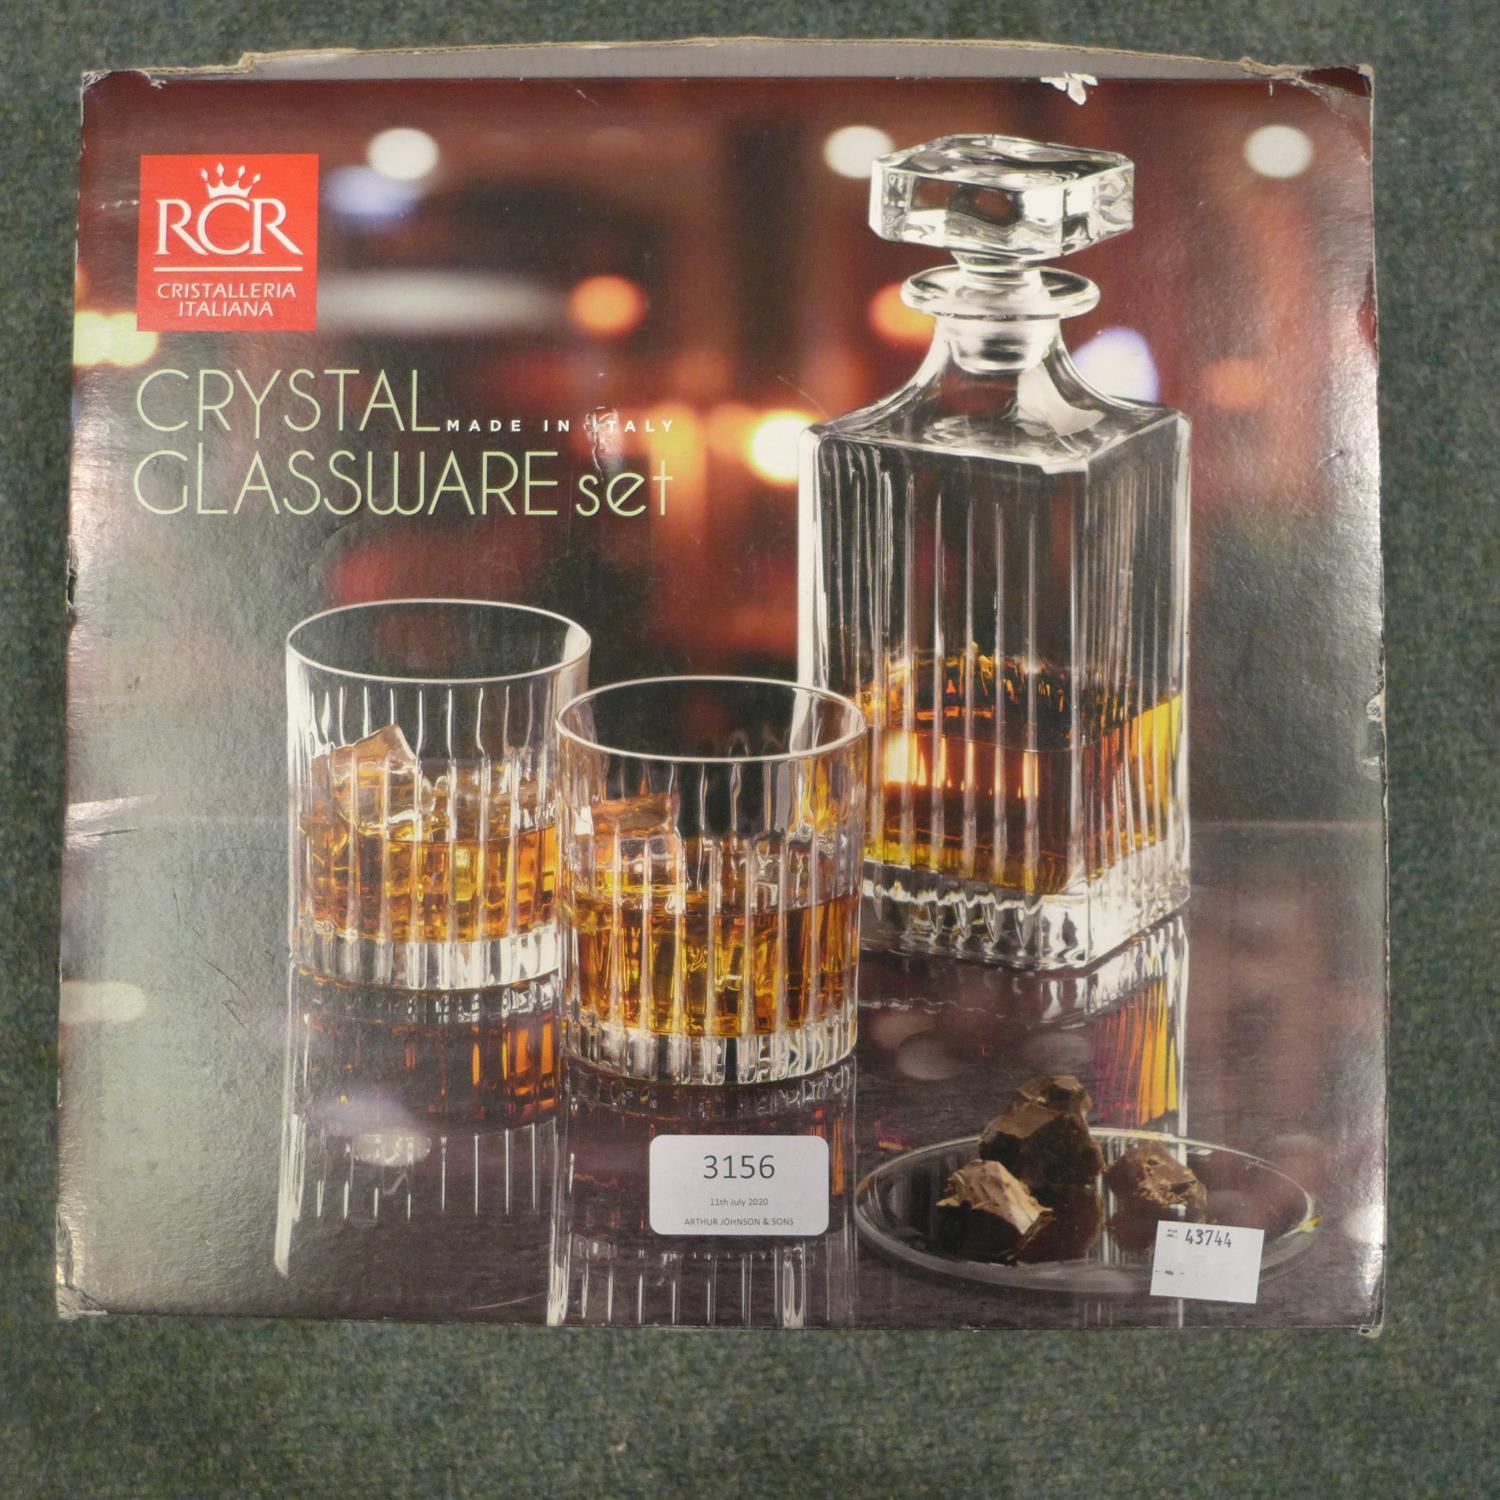 RCR
CRISTALLERIA
ITALIANA
CRYSTAL MADE IN ITALY
GLASSWARE set
3156
11th July 2020
ARTHUR JOHNSON & SONS
43744